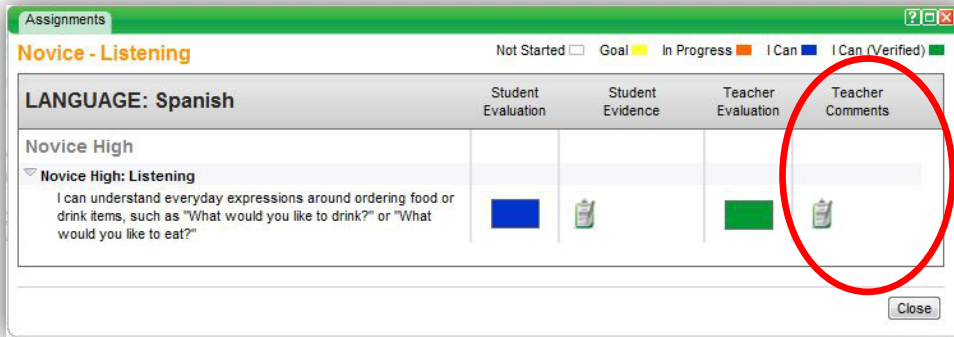 Assignments
Novice - Listening
Not Started Goal In Progress I Can I Can (Verified)
LANGUAGE: Spanish
Student Evaluation
Student Evidence
Teacher Evaluation
Teacher Comments
Novice High
Novice High: Listening
I can understand everyday expressions around ordering food or
drink items, such as "What would you like to drink?" or "What
would you like to eat?"
Close